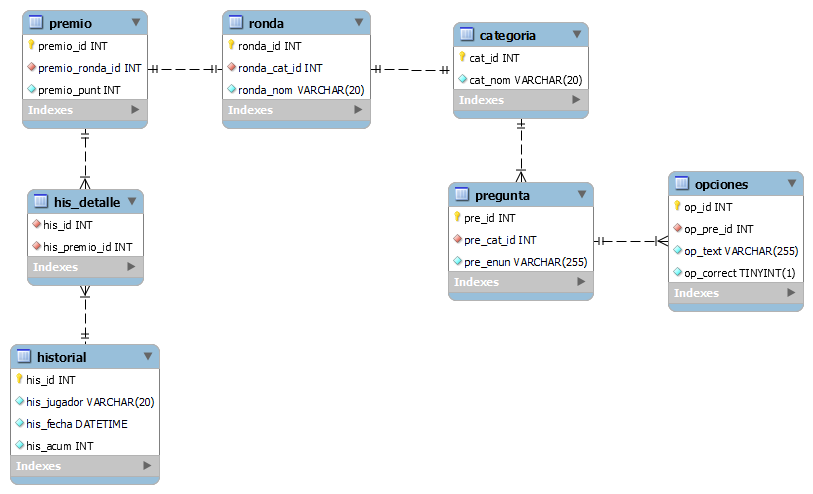 premio
premio_id INT
premio_ronda_id INT
premio_punt INT
Indexes
ronda
ronda_id INT
ronda_cat_id INT
ronda_nom VARCHAR(20)
Indexes
categoria
cat_id INT
cat_nom VARCHAR(20)
Indexes
his_detalle
his_id INT
his_premio_id INT
Indexes
pregunta
pre_id INT
pre_cat_id INT
pre_enun VARCHAR(255)
Indexes
opciones
op_id INT
op_pre_id INT
op_text VARCHAR(255)
op_correct TINYINT(1)
Indexes
historial
his_id INT
his_jugador VARCHAR(20)
his_fecha DATETIME
his_acum INT
Indexes